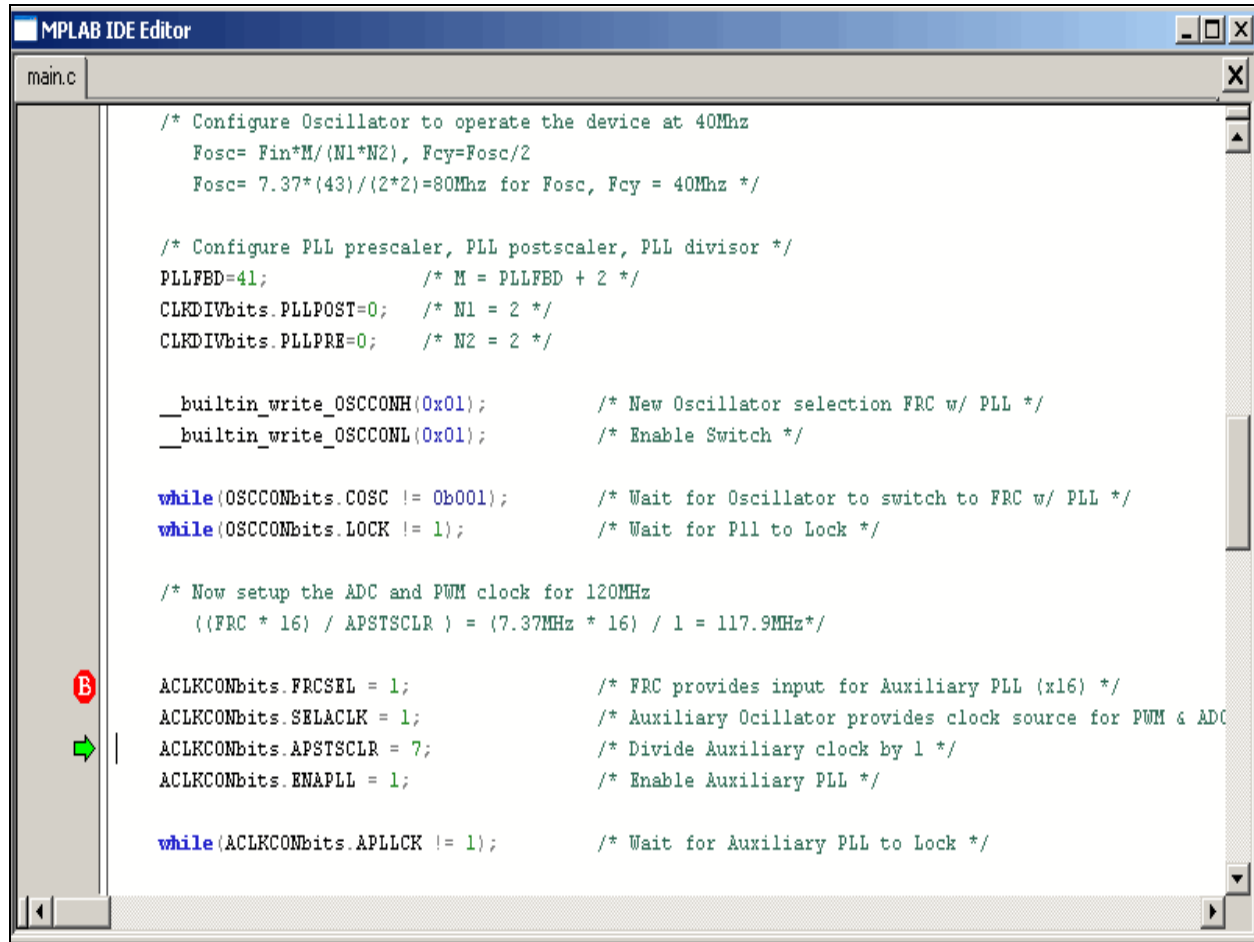 MPLAB IDE Editor
main.c
/* Configure Oscillator to operate the device at 40Mhz
Fosc= Fin*M/(N1*N2), Fcy=Fosc/2
Fosc= 7.37*(43)/(2*2)=80Mhz for Fosc, Fcy = 40Mhz */
/* Configure PLL prescaler, PLL postscaler, PLL divisor */
PLLFBD=41; /* M = PLLFBD + 2 */
CLKDIVbits.PLLPOST=0; /* N1 = 2 */
CLKDIVbits.PLLPRE=0; /* N2 = 2 */
__builtin_write_OSCCONH(0x01); /* New Oscillator selection FRC w/ PLL */
__builtin_write_OSCCONL(0x01); /* Enable Switch */
while(OSCCONbits.COSC != 0b001); /* Wait for Oscillator to switch to FRC w/ PLL */
while(OSCCONbits.LOCK != 1); /* Wait for Pll to Lock */
/* Now setup the ADC and PWM clock for 120MHz
((FRC * 16) / APSTSCLR ) = (7.37MHz * 16) / 1 = 117.9MHz*/
B ACLKCONbits.FRCSEL = 1; /* FRC provides input for Auxiliary PLL (x16) */
ACLKCONbits.SELACLK = 1; /* Auxiliary Ocillator provides clock source for PWM & ADC
ACLKCONbits.APSTSCLR = 7; /* Divide Auxiliary clock by 1 */
ACLKCONbits.ENAPLL = 1; /* Enable Auxiliary PLL */
while(ACLKCONbits.APLLCK != 1); /* Wait for Auxiliary PLL to Lock */